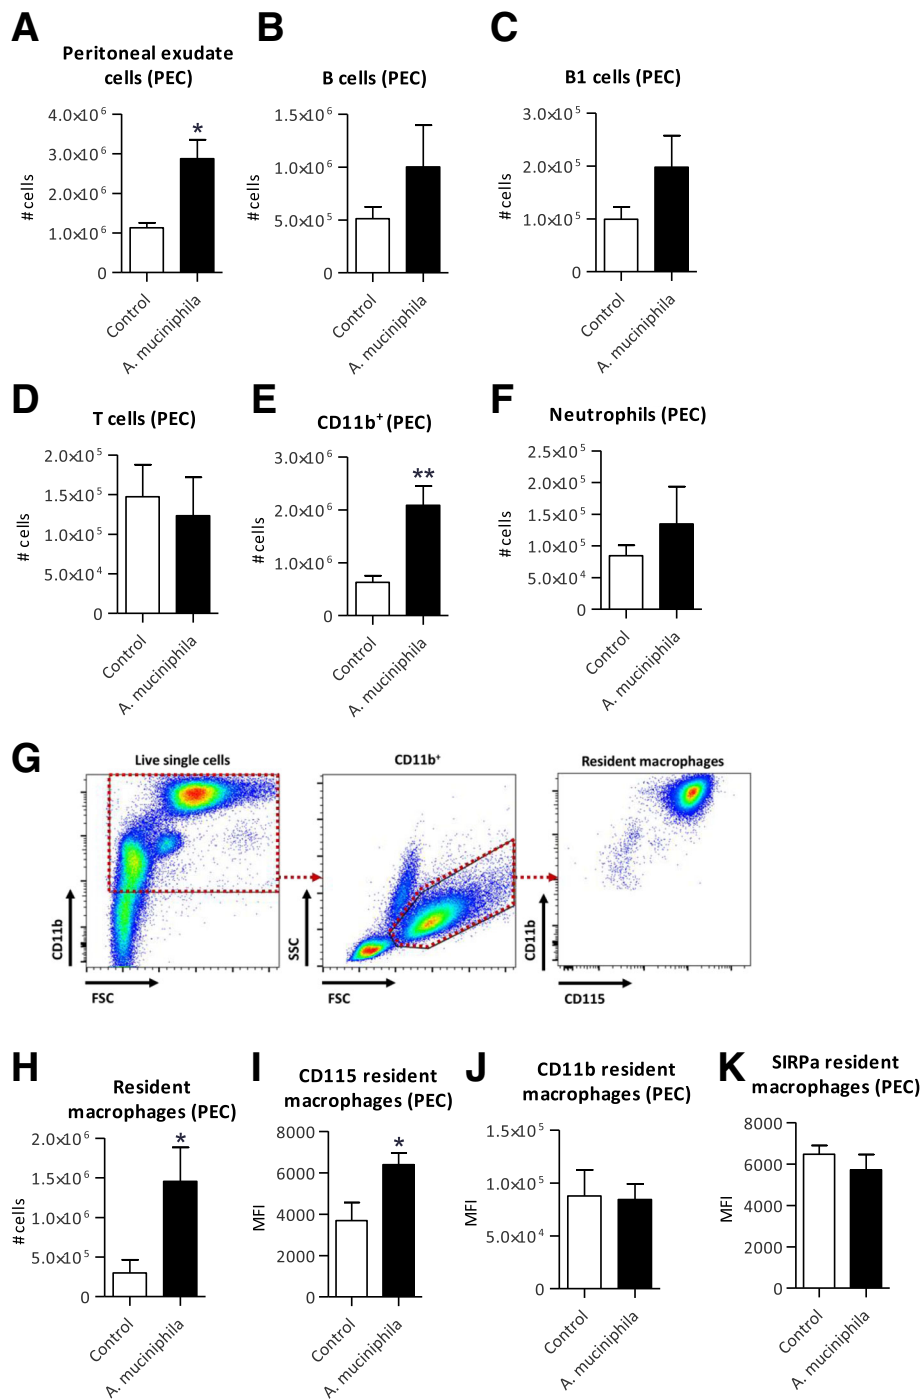 A
Peritoneal exudate
cells (PEC)
4.0x10⁶
3.0x10⁶
2.0x10⁶
1.0x10⁶
0
# cells
*
Control
A. muciniphila
B
B cells (PEC)
1.5x10⁶
1.0x10⁶
5.0x10⁵
0
# cells
Control
A. muciniphila
C
B1 cells (PEC)
3.0x10⁵
2.0x10⁵
1.0x10⁵
0
# cells
Control
A. muciniphila
D
T cells (PEC)
2.0x10⁵
1.5x10⁵
1.0x10⁵
5.0x10⁴
0
# cells
Control
A. muciniphila
E
CD11b⁺ (PEC)
3.0x10⁶
2.0x10⁶
1.0x10⁶
0
# cells
**
Control
A. muciniphila
F
Neutrophils (PEC)
2.5x10⁵
2.0x10⁵
1.5x10⁵
1.0x10⁵
5.0x10⁴
0
# cells
Control
A. muciniphila
G
Live single cells
CD11b
FSC
CD11b⁺
SSC
FSC
Resident macrophages
CD11b
CD115
H
Resident
macrophages (PEC)
2.0x10⁶
1.5x10⁶
1.0x10⁶
5.0x10⁵
0
# cells
*
Control
A. muciniphila
I
CD115 resident
macrophages (PEC)
8000
6000
4000
2000
0
MFI
*
Control
A. muciniphila
J
CD11b resident
macrophages (PEC)
1.5x10⁵
1.0x10⁵
5.0x10⁴
0
MFI
Control
A. muciniphila
K
SIRPa resident
macrophages (PEC)
8000
6000
4000
2000
0
MFI
Control
A. muciniphila